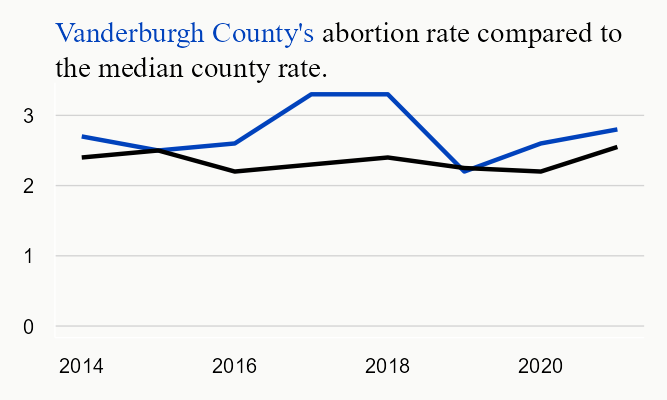 Vanderburgh County's abortion rate compared to
the median county rate.
3
2
1
0
2014 2016 2018 2020